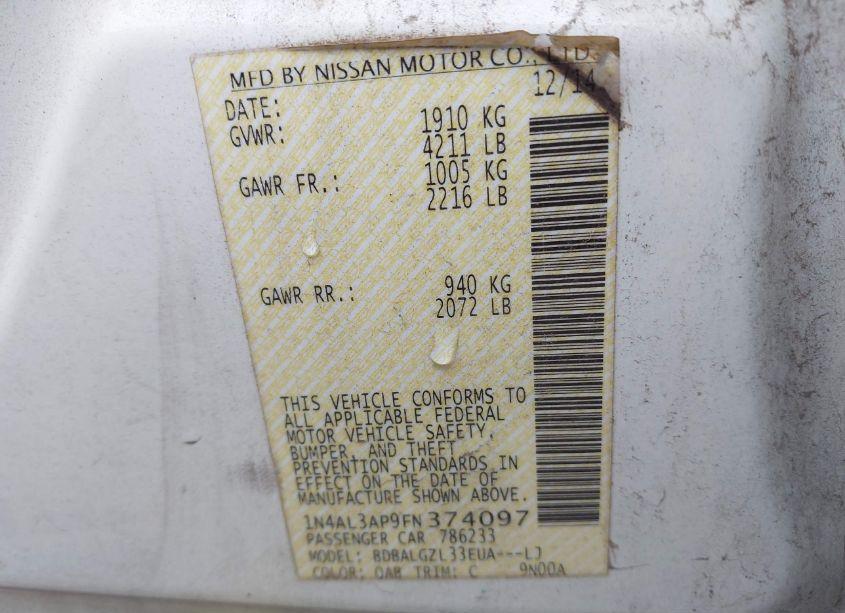 MFD BY NISSAN MOTOR CO., LTD.
DATE: 12/14
GVWR: 1910 KG
4211 LB
GAWR FR.: 1005 KG
2216 LB
GAWR RR.: 940 KG
2072 LB
THIS VEHICLE CONFORMS TO
ALL APPLICABLE FEDERAL
MOTOR VEHICLE SAFETY,
BUMPER, AND THEFT
PREVENTION STANDARDS IN
EFFECT ON THE DATE OF
MANUFACTURE SHOWN ABOVE.
1N4AL3AP9FN374097
PASSENGER CAR 786233
MODEL: BDBALGZL33EUA---LJ
COLOR: QAB TRIM: C 9N00A